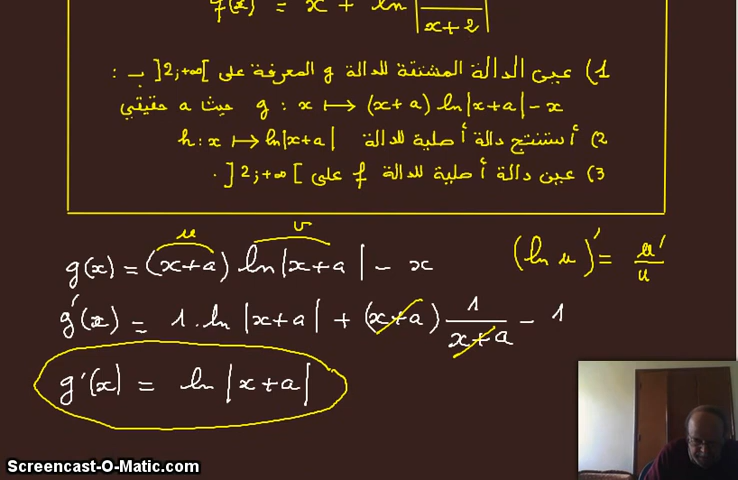 f(x) = x + ln | / x+2 |
1) عين الدالة المشتقة للدالة g المعرفة على ]2;+∞[ بـ :
g : x ↦ (x+a) ln|x+a| - x حيث a حقيقي
2) أستنتج دالة أصلية للدالة h: x ↦ ln|x+a|
3) عين دالة أصلية للدالة f على ]2;+∞[ .
u v
g(x) = (x+a) ln|x+a| - x (ln u)' = u'/u
g'(x) = 1. ln |x+a| + (x+a) 1/x+a - 1
g'(x) = ln |x+a|
Screencast-O-Matic.com